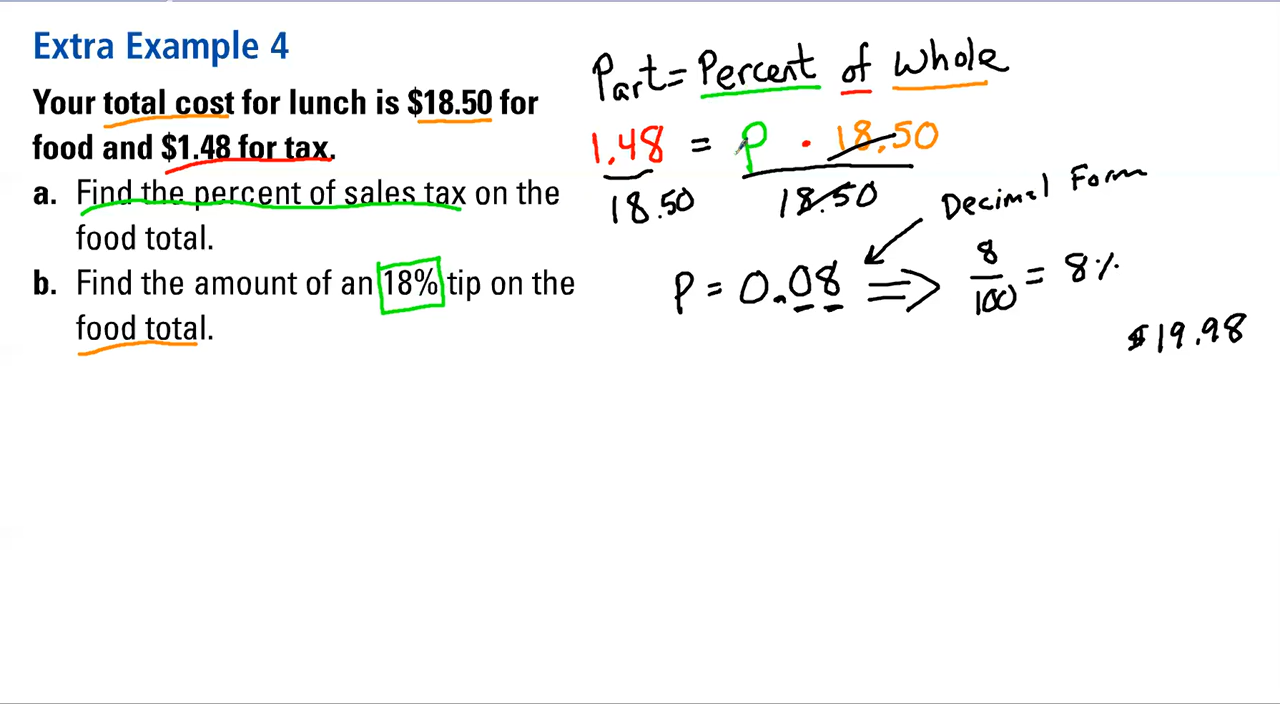 Extra Example 4
Your total cost for lunch is $18.50 for
food and $1.48 for tax.
a. Find the percent of sales tax on the
food total.
b. Find the amount of an 18% tip on the
food total.
Part = Percent of whole
1.48 = P · 18.50
18.50 18.50
Decimal Form
P = 0.08 ⇒ 8/100 = 8%
$19.98